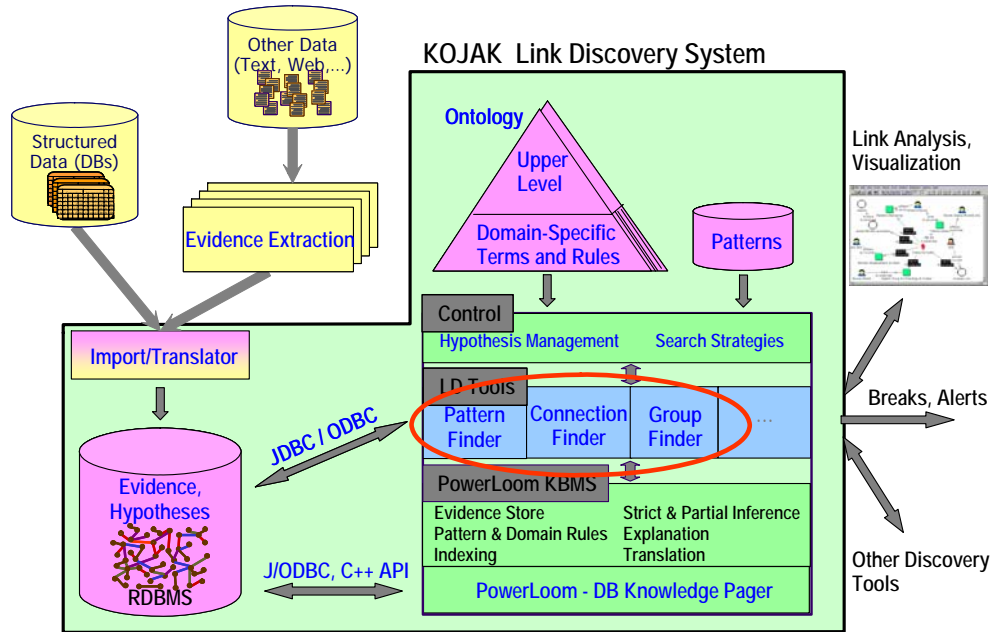 KOJAK Link Discovery System
Other Data
(Text, Web,...)
Structured
Data (DBs)
Evidence Extraction
Import/Translator
Evidence,
Hypotheses
RDBMS
JDBC / ODBC
J/ODBC, C++ API
Ontology
Upper
Level
Domain-Specific
Terms and Rules
Patterns
Control
Hypothesis Management
Search Strategies
LD Tools
Pattern
Finder
Connection
Finder
Group
Finder
...
PowerLoom KBMS
Evidence Store
Pattern & Domain Rules
Indexing
Strict & Partial Inference
Explanation
Translation
PowerLoom - DB Knowledge Pager
Link Analysis,
Visualization
Breaks, Alerts
Other Discovery
Tools